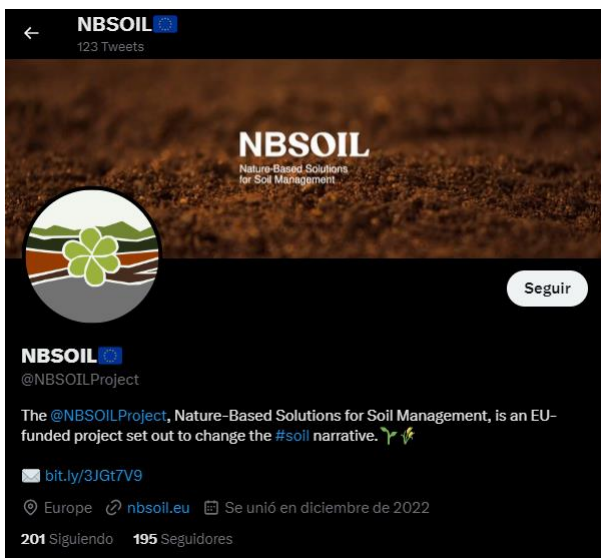 NBSOIL🇪🇺
123 Tweets
NBSOIL
Nature-Based Solutions
for Soil Management
Seguir
NBSOIL🇪🇺
@NBSOILProject
The @NBSOILProject, Nature-Based Solutions for Soil Management, is an EU-
funded project set out to change the #soil narrative.🌱🌾
✉️ bit.ly/3JGt7V9
Europe nbsoil.eu Se unió en diciembre de 2022
201 Siguiendo 195 Seguidores